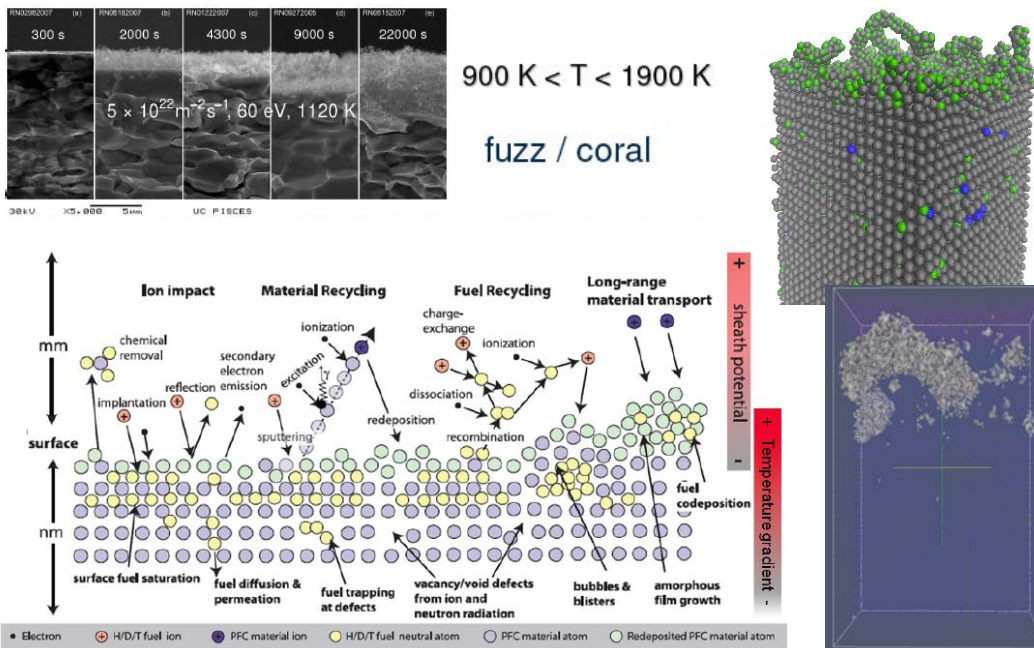 RN02082007 (a)
RN06182007 (b)
RN01222007 (c)
RN09272005 (d)
RN06152007 (e)
300 s
2000 s
4300 s
9000 s
22000 s
5 × 10²²m⁻²s⁻¹, 60 eV, 1120 K
30kV X5,000 5µm UC PISCES
900 K < T < 1900 K
fuzz / coral
Ion impact
Material Recycling
Fuel Recycling
Long-range
material transport
mm
surface
nm
chemical
removal
implantation
reflection
secondary
electron
emission
ionization
excitation
γ
sputtering
redeposition
charge-
exchange
ionization
dissociation
recombination
fuel
codeposition
surface fuel saturation
fuel diffusion &
permeation
fuel trapping
at defects
vacancy/void defects
from ion and
neutron radiation
bubbles &
blisters
amorphous
film growth
+ sheath potential -
+ Temperature gradient -
Electron
H/D/T fuel ion
PFC material ion
H/D/T fuel neutral atom
PFC material atom
Redeposited PFC material atom